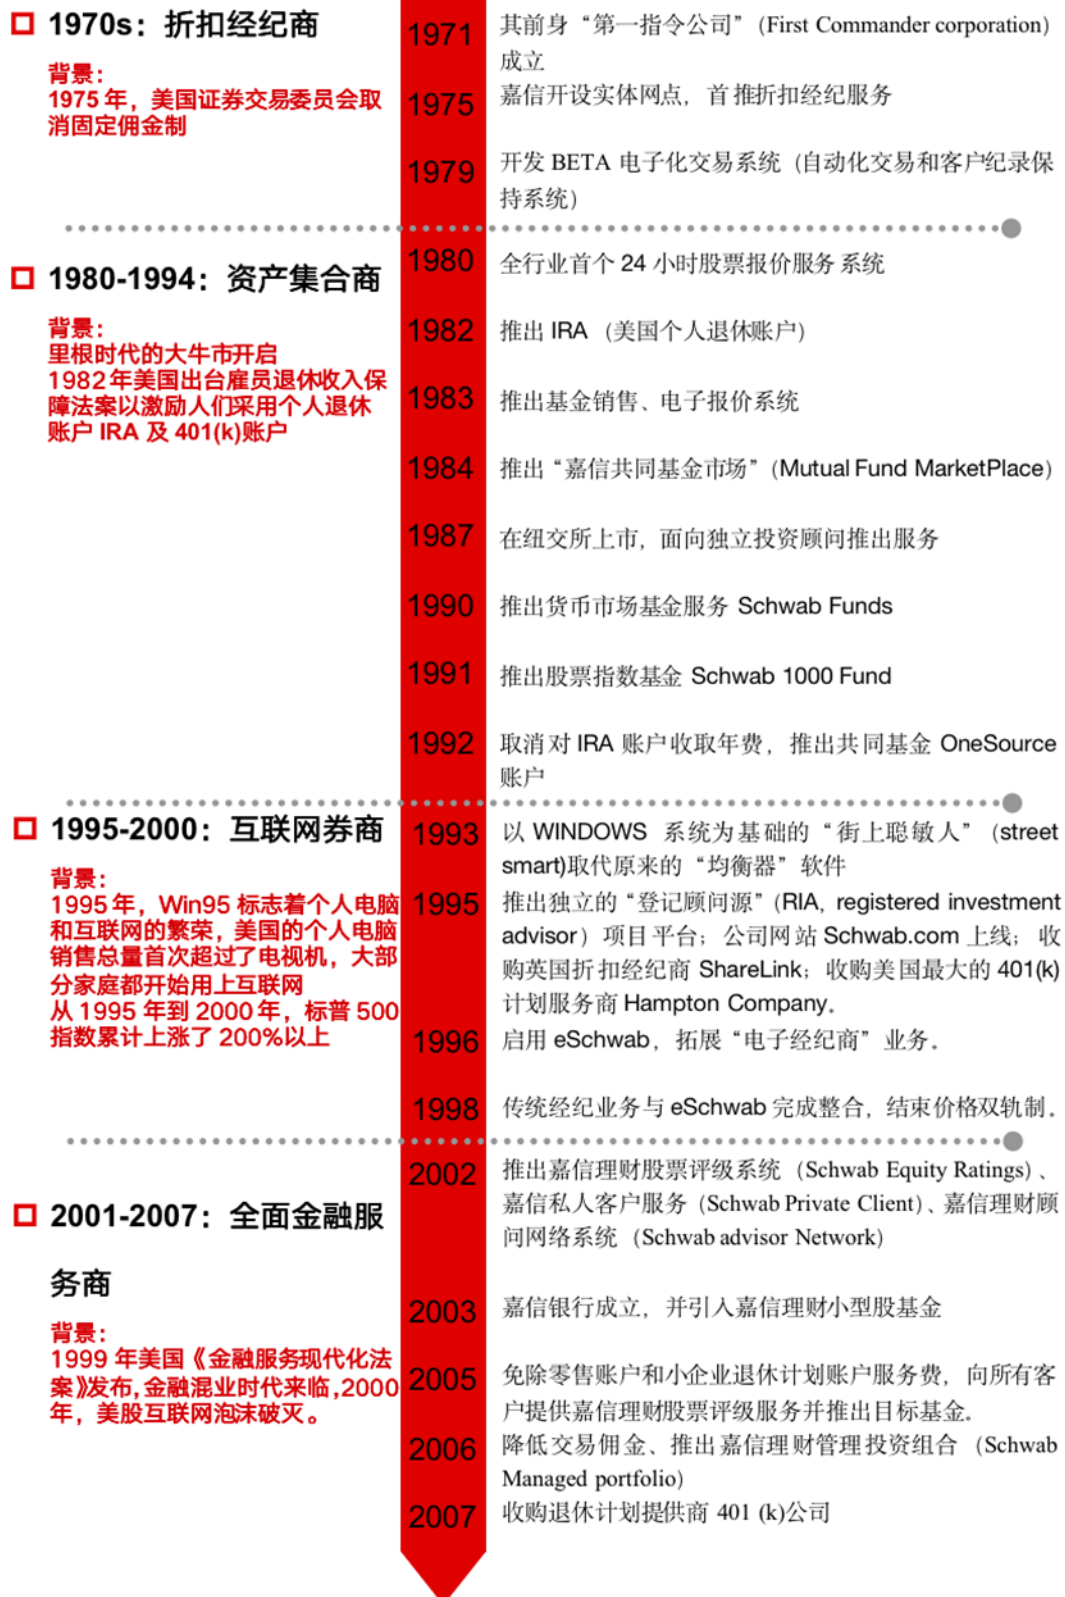 1970s：折扣经纪商
背景：
1975 年，美国证券交易委员会取
消固定佣金制
1971
其前身“第一指令公司”（First Commander corporation）
成立
1975
嘉信开设实体网点，首推折扣经纪服务
1979
开发 BETA 电子化交易系统（自动化交易和客户纪录保
持系统）
1980-1994：资产集合商
背景：
里根时代的大牛市开启
1982 年美国出台雇员退休收入保
障法案以激励人们采用个人退休
账户 IRA 及 401(k)账户
1980
全行业首个 24 小时股票报价服务系统
1982
推出 IRA （美国个人退休账户）
1983
推出基金销售、电子报价系统
1984
推出“嘉信共同基金市场”（Mutual Fund MarketPlace）
1987
在纽交所上市，面向独立投资顾问推出服务
1990
推出货币市场基金服务 Schwab Funds
1991
推出股票指数基金 Schwab 1000 Fund
1992
取消对 IRA 账户收取年费，推出共同基金 OneSource
账户
1995-2000：互联网券商
背景：
1995 年，Win95 标志着个人电脑
和互联网的繁荣，美国的个人电脑
销售总量首次超过了电视机，大部
分家庭都开始用上互联网
从 1995 年到 2000 年，标普 500
指数累计上涨了 200%以上
1993
以 WINDOWS 系统为基础的“街上聪敏人”（street
smart)取代原来的“均衡器”软件
1995
推出独立的“登记顾问源”（RIA, registered investment
advisor）项目平台；公司网站 Schwab.com 上线；收
购英国折扣经纪商 ShareLink；收购美国最大的 401(k)
计划服务商 Hampton Company。
1996
启用 eSchwab，拓展“电子经纪商”业务。
1998
传统经纪业务与 eSchwab 完成整合，结束价格双轨制。
2001-2007：全面金融服
务商
背景：
1999 年美国《金融服务现代化法
案》发布，金融混业时代来临，2000
年，美股互联网泡沫破灭。
2002
推出嘉信理财股票评级系统（Schwab Equity Ratings）、
嘉信私人客户服务（Schwab Private Client）、嘉信理财顾
问网络系统（Schwab advisor Network）
2003
嘉信银行成立，并引入嘉信理财小型股基金
2005
免除零售账户和小企业退休计划账户服务费，向所有客
户提供嘉信理财股票评级服务并推出目标基金。
2006
降低交易佣金、推出嘉信理财管理投资组合（Schwab
Managed portfolio）
2007
收购退休计划提供商 401 (k)公司